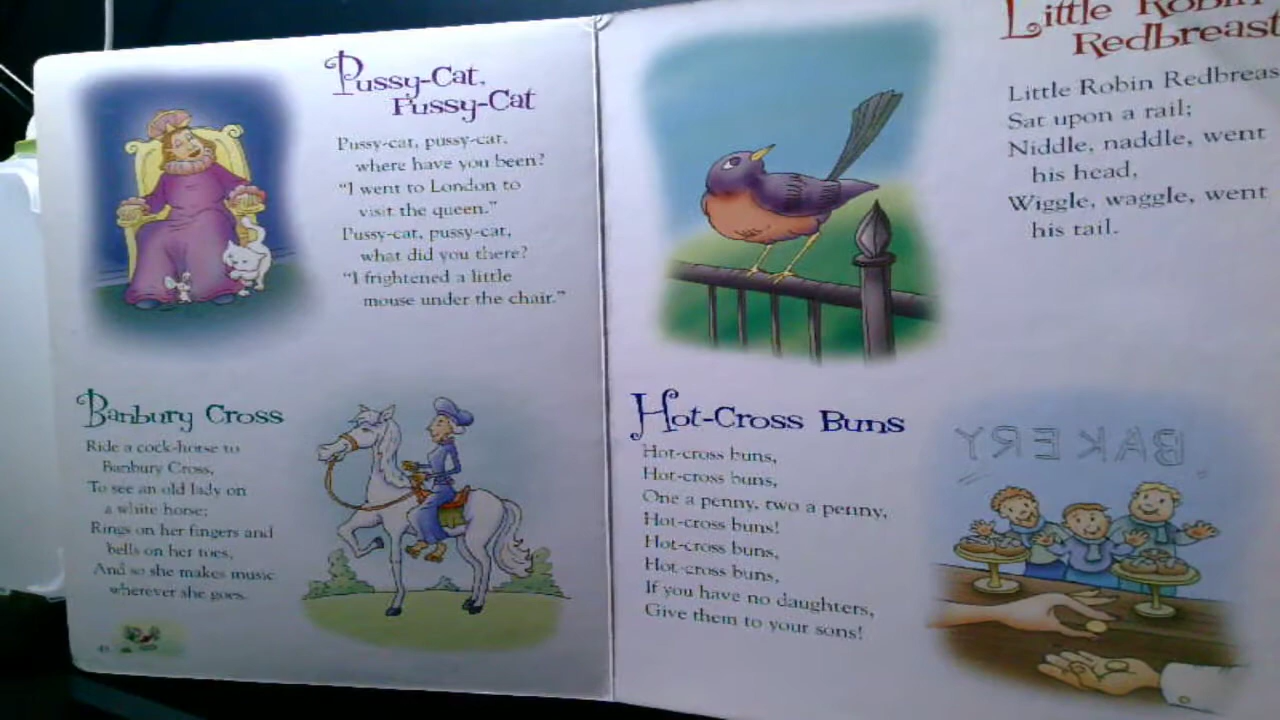 Pussy-Cat,
Pussy-Cat
Pussy-cat, pussy-cat,
where have you been?
"I went to London to
visit the queen."
Pussy-cat, pussy-cat,
what did you there?
"I frightened a little
mouse under the chair."
Banbury Cross
Ride a cock-horse to
Banbury Cross,
To see an old lady on
a white horse;
Rings on her fingers and
bells on her toes,
And so she makes music
wherever she goes.
Little Robin
Redbreast
Little Robin Redbreas
Sat upon a rail;
Niddle, naddle, went
his head,
Wiggle, waggle, went
his tail.
Hot-Cross Buns
Hot-cross buns,
Hot-cross buns,
One a penny, two a penny,
Hot-cross buns!
Hot-cross buns,
Hot-cross buns,
If you have no daughters,
Give them to your sons!
BAKERY